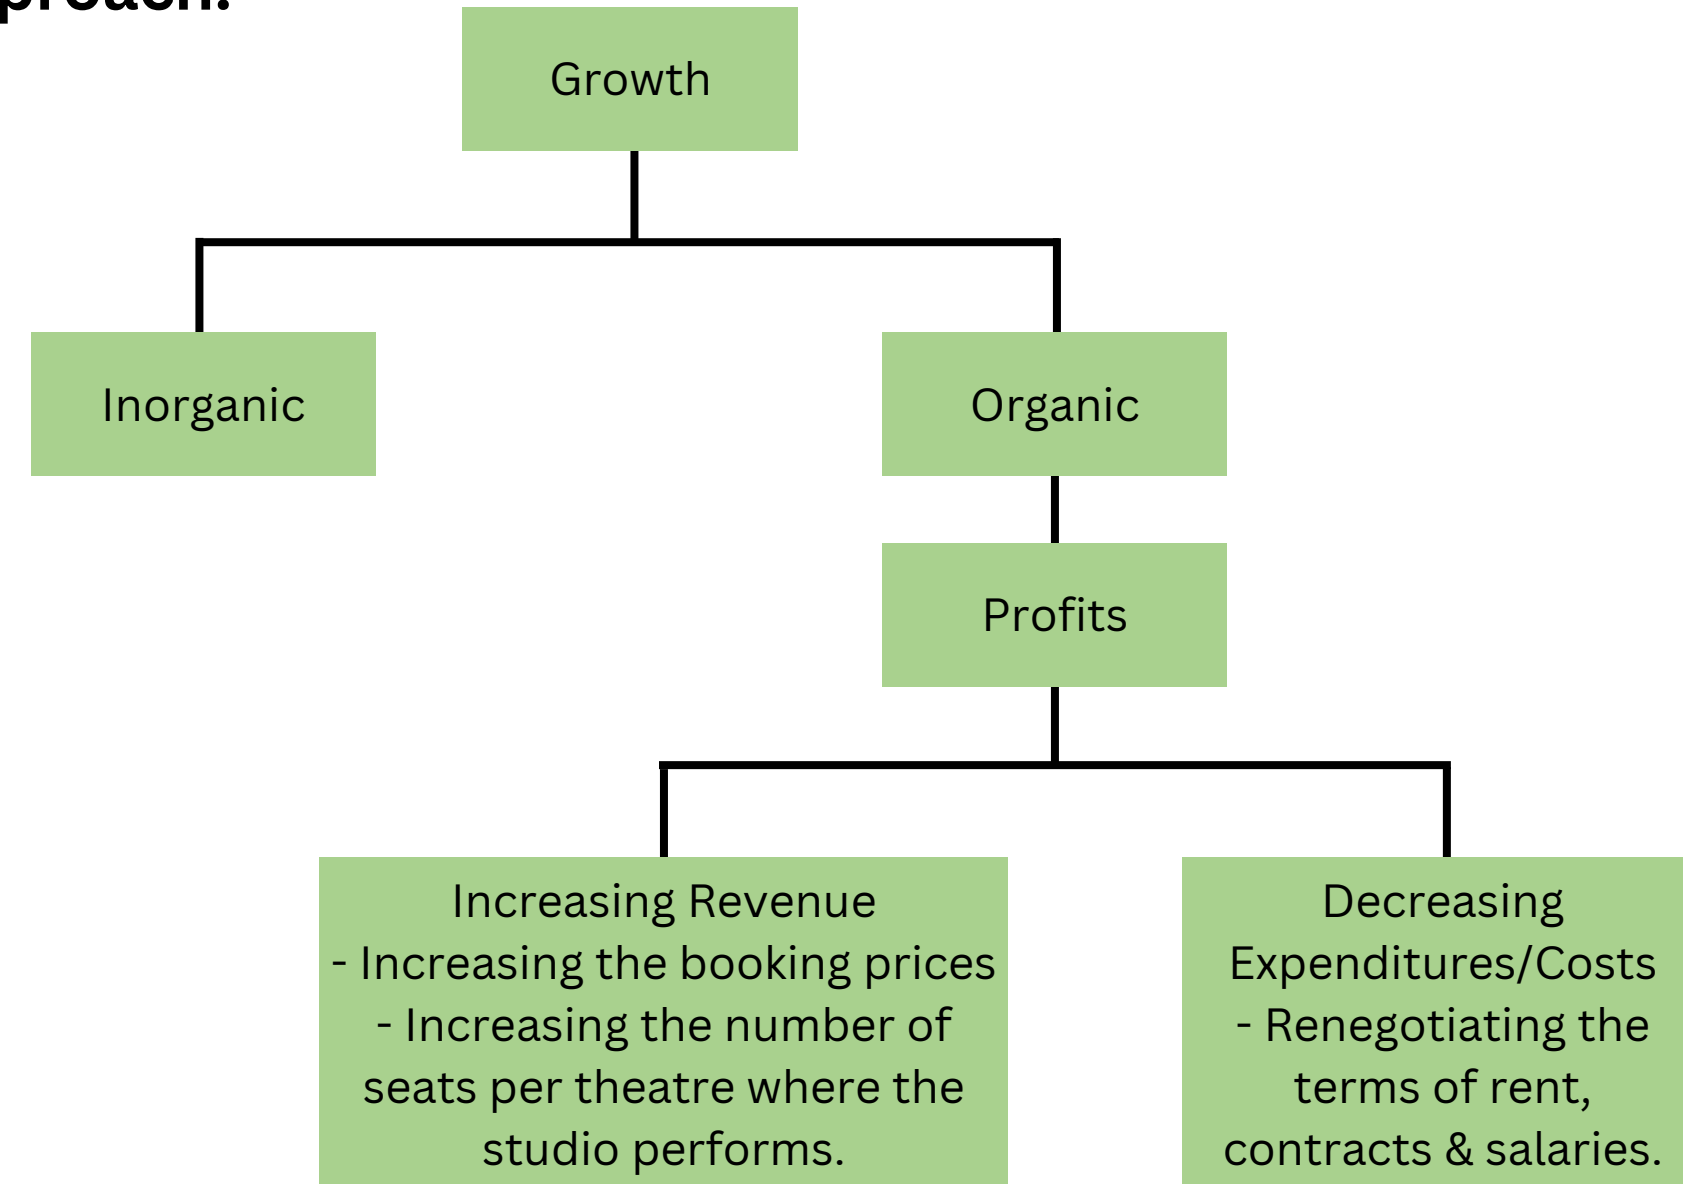 proach:
Growth
Inorganic
Organic
Profits
Increasing Revenue
- Increasing the booking prices
- Increasing the number of
seats per theatre where the
studio performs.
Decreasing
Expenditures/Costs
- Renegotiating the
terms of rent,
contracts & salaries.